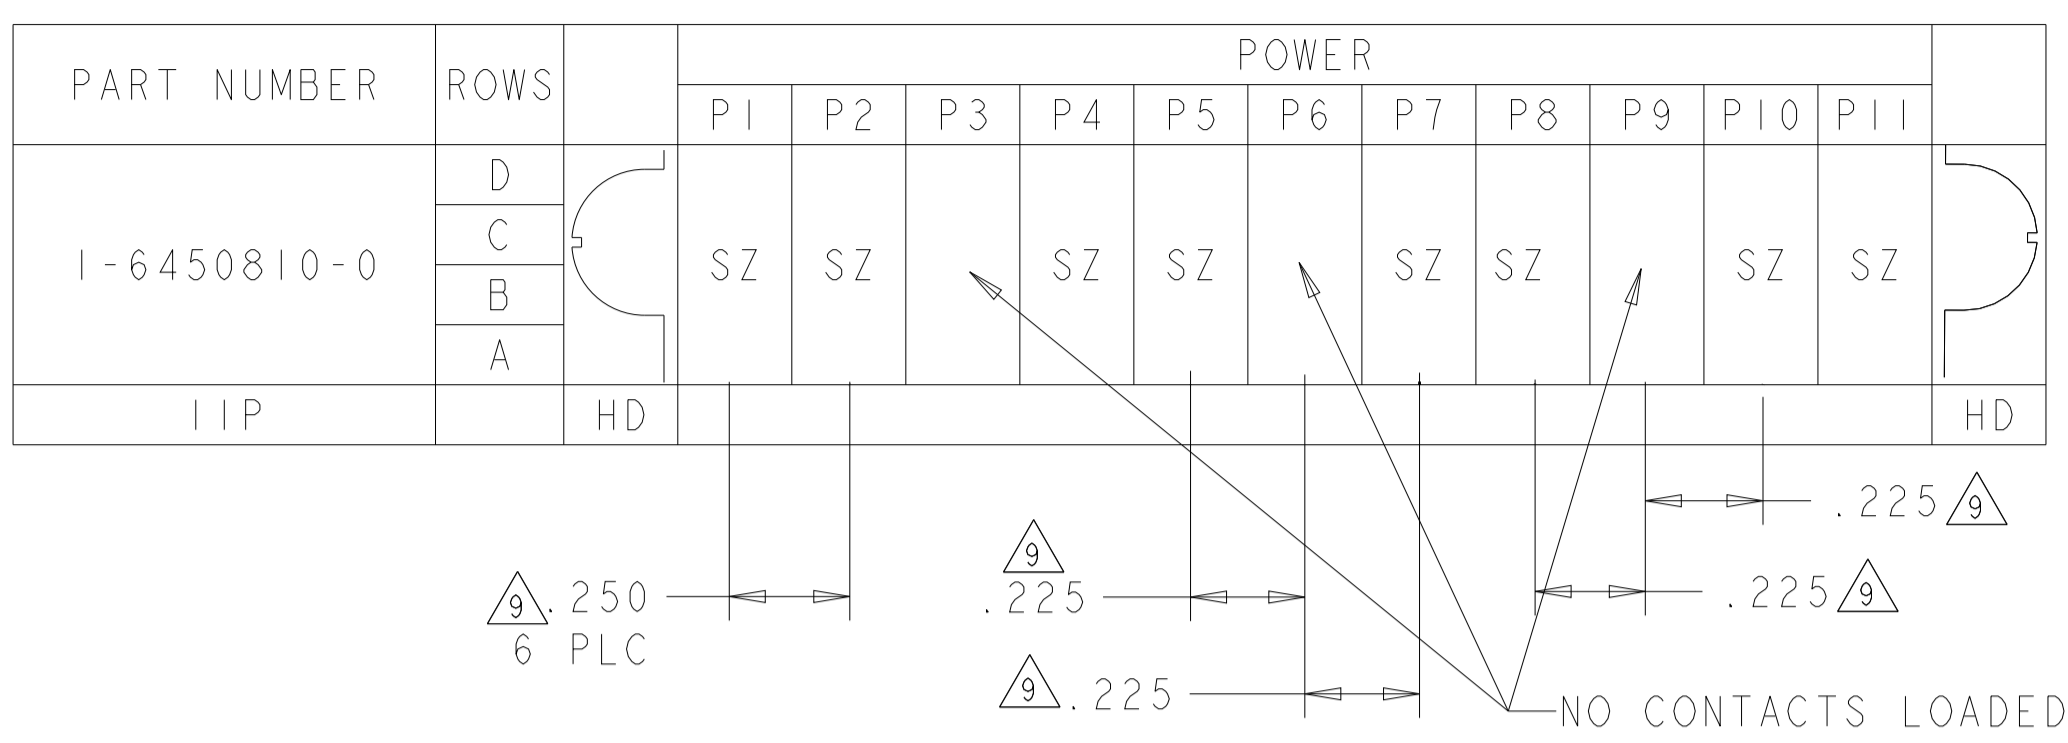 PART NUMBER ROWS POWER
P1 P2 P3 P4 P5 P6 P7 P8 P9 P10 P11
D
C
1-6450810-0 SZ SZ SZ SZ SZ SZ SZ SZ
B
A
11P HD HD
.225 9
9
9 .250 .225 .225 9
6 PLC
9 .225
NO CONTACTS LOADED